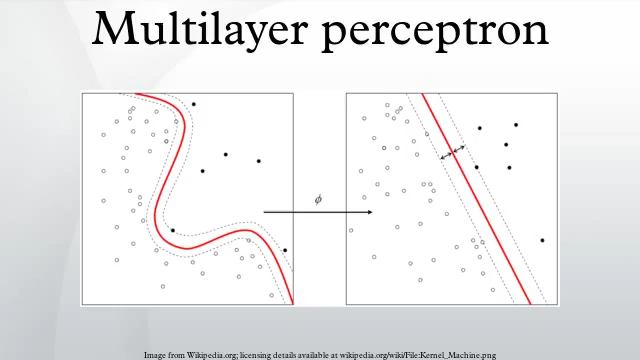 Multilayer perceptron
ϕ
Image from Wikipedia.org; licensing details available at wikipedia.org/wiki/File:Kernel_Machine.png